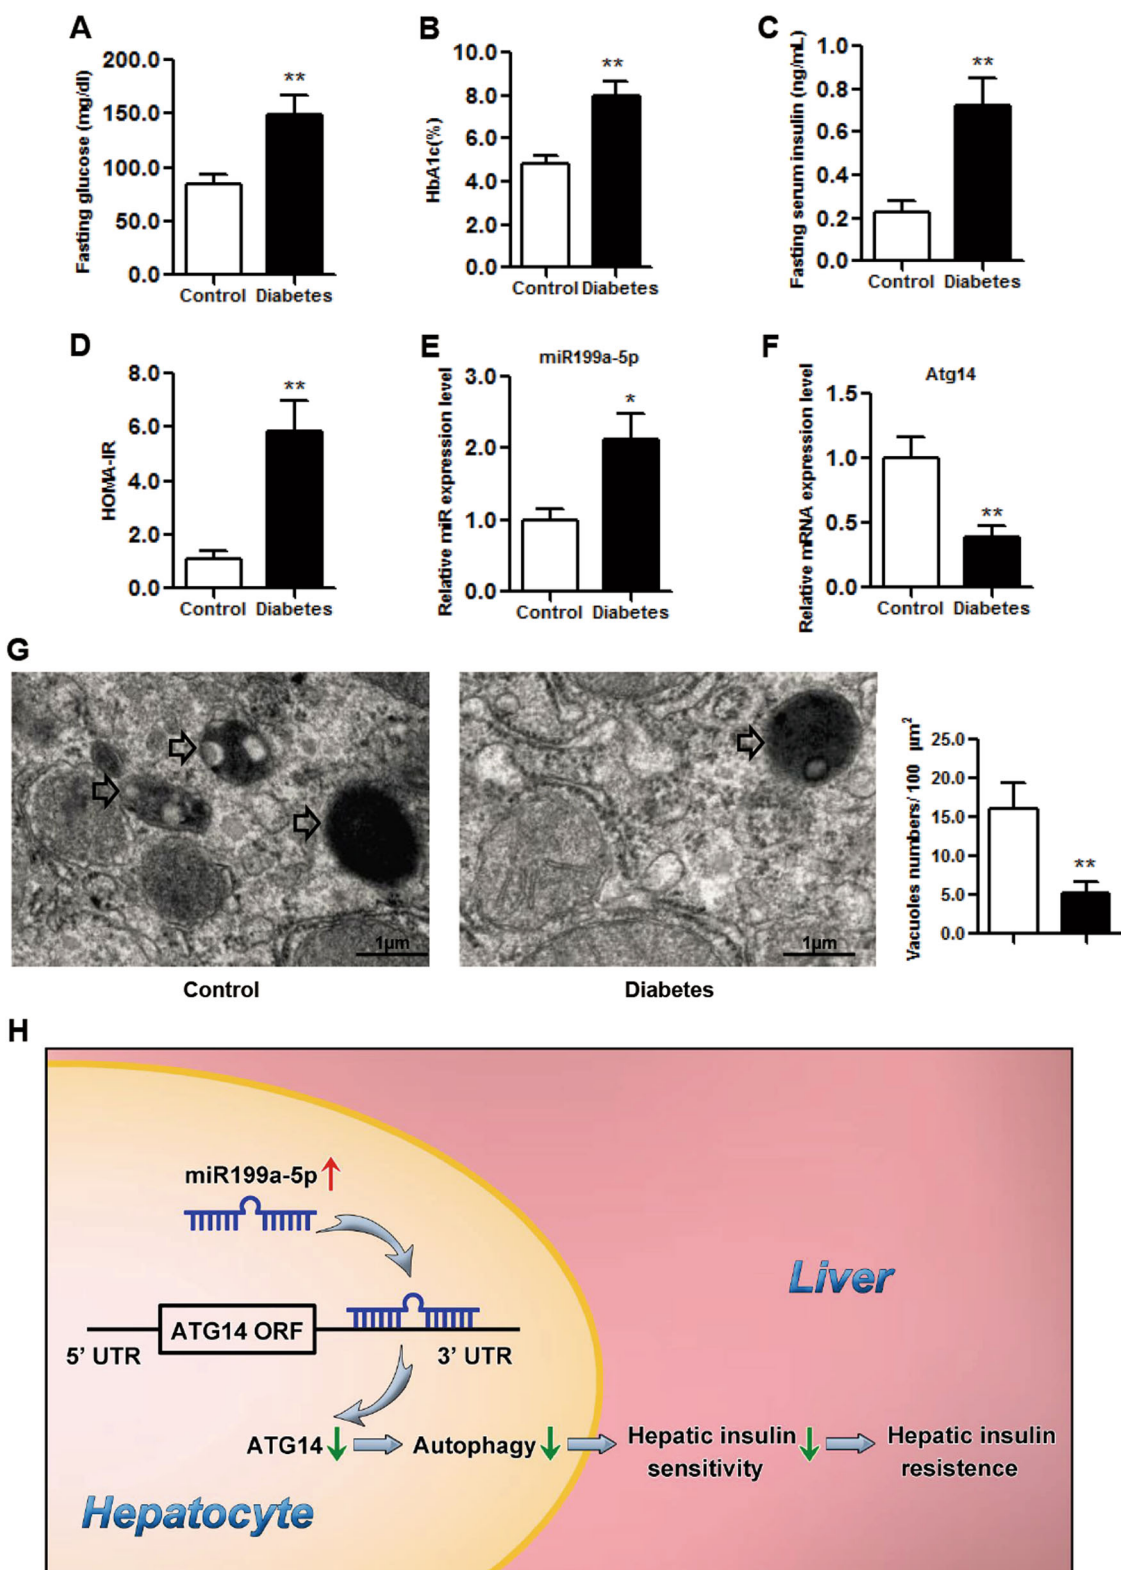 A
Fasting glucose (mg/dl)
200.0
150.0
100.0
50.0
0.0
**
Control Diabetes
B
HbA1c(%)
10.0
8.0
6.0
4.0
2.0
0.0
**
Control Diabetes
C
Fasting serum insulin (ng/mL)
1.0
0.8
0.6
0.4
0.2
0.0
**
Control Diabetes
D
HOMA-IR
8.0
6.0
4.0
2.0
0.0
**
Control Diabetes
E
miR199a-5p
Relative miR expression level
3.0
2.0
1.0
0.0
*
Control Diabetes
F
Atg14
Relative mRNA expression level
1.5
1.0
0.5
0.0
**
Control Diabetes
G
1µm
Control
1µm
Diabetes
Vacuoles numbers/ 100 µm²
25.0
20.0
15.0
10.0
5.0
0.0
**
H
miR199a-5p
ATG14 ORF
5’ UTR
3’ UTR
ATG14
Autophagy
Hepatic insulin
sensitivity
Hepatic insulin
resistence
Liver
Hepatocyte